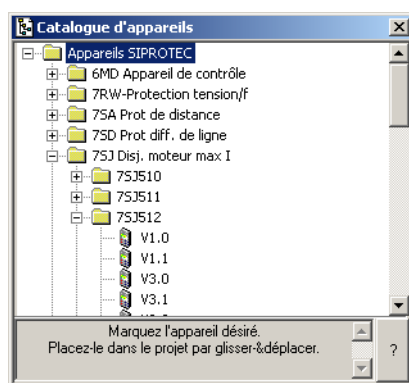 Catalogue d'appareils
Appareils SIPROTEC
6MD Appareil de contrôle
7RW-Protection tension/f
7SA Prot de distance
7SD Prot diff. de ligne
7SJ Disj. moteur max I
7SJ510
7SJ511
7SJ512
V1.0
V1.1
V3.0
V3.1
Marquez l'appareil désiré.
Placez-le dans le projet par glisser-&déplacer.
?